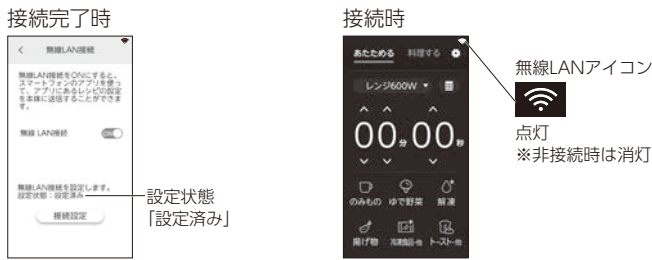 接続完了時
無線LAN接続
無線LAN接続をONにすると、
スマートフォンのアプリを使っ
て、アプリにあるレシピの設定
を本体に送信することができま
す。
無線 LAN接続
ON
無線LAN接続を設定します。
設定状態：設定済み
接続設定
設定状態
「設定済み」
接続時
あたためる 料理する
レンジ600W
00分00秒
のみもの ゆで野菜 解凍
揚げ物 冷凍食品・他 トースト・他
無線LANアイコン
点灯
※非接続時は消灯